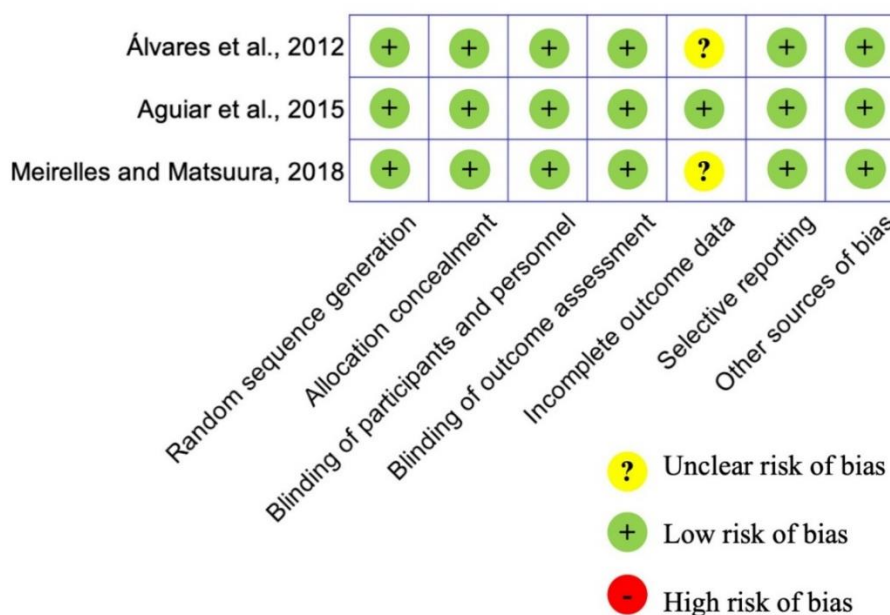 Álvares et al., 2012 + + + + ? + +
Aguiar et al., 2015 + + + + + + +
Meirelles and Matsuura, 2018 + + + + ? + +
Random sequence generation
Allocation concealment
Blinding of participants and personnel
Blinding of outcome assessment
Incomplete outcome data
Selective reporting
Other sources of bias
? Unclear risk of bias
+ Low risk of bias
- High risk of bias